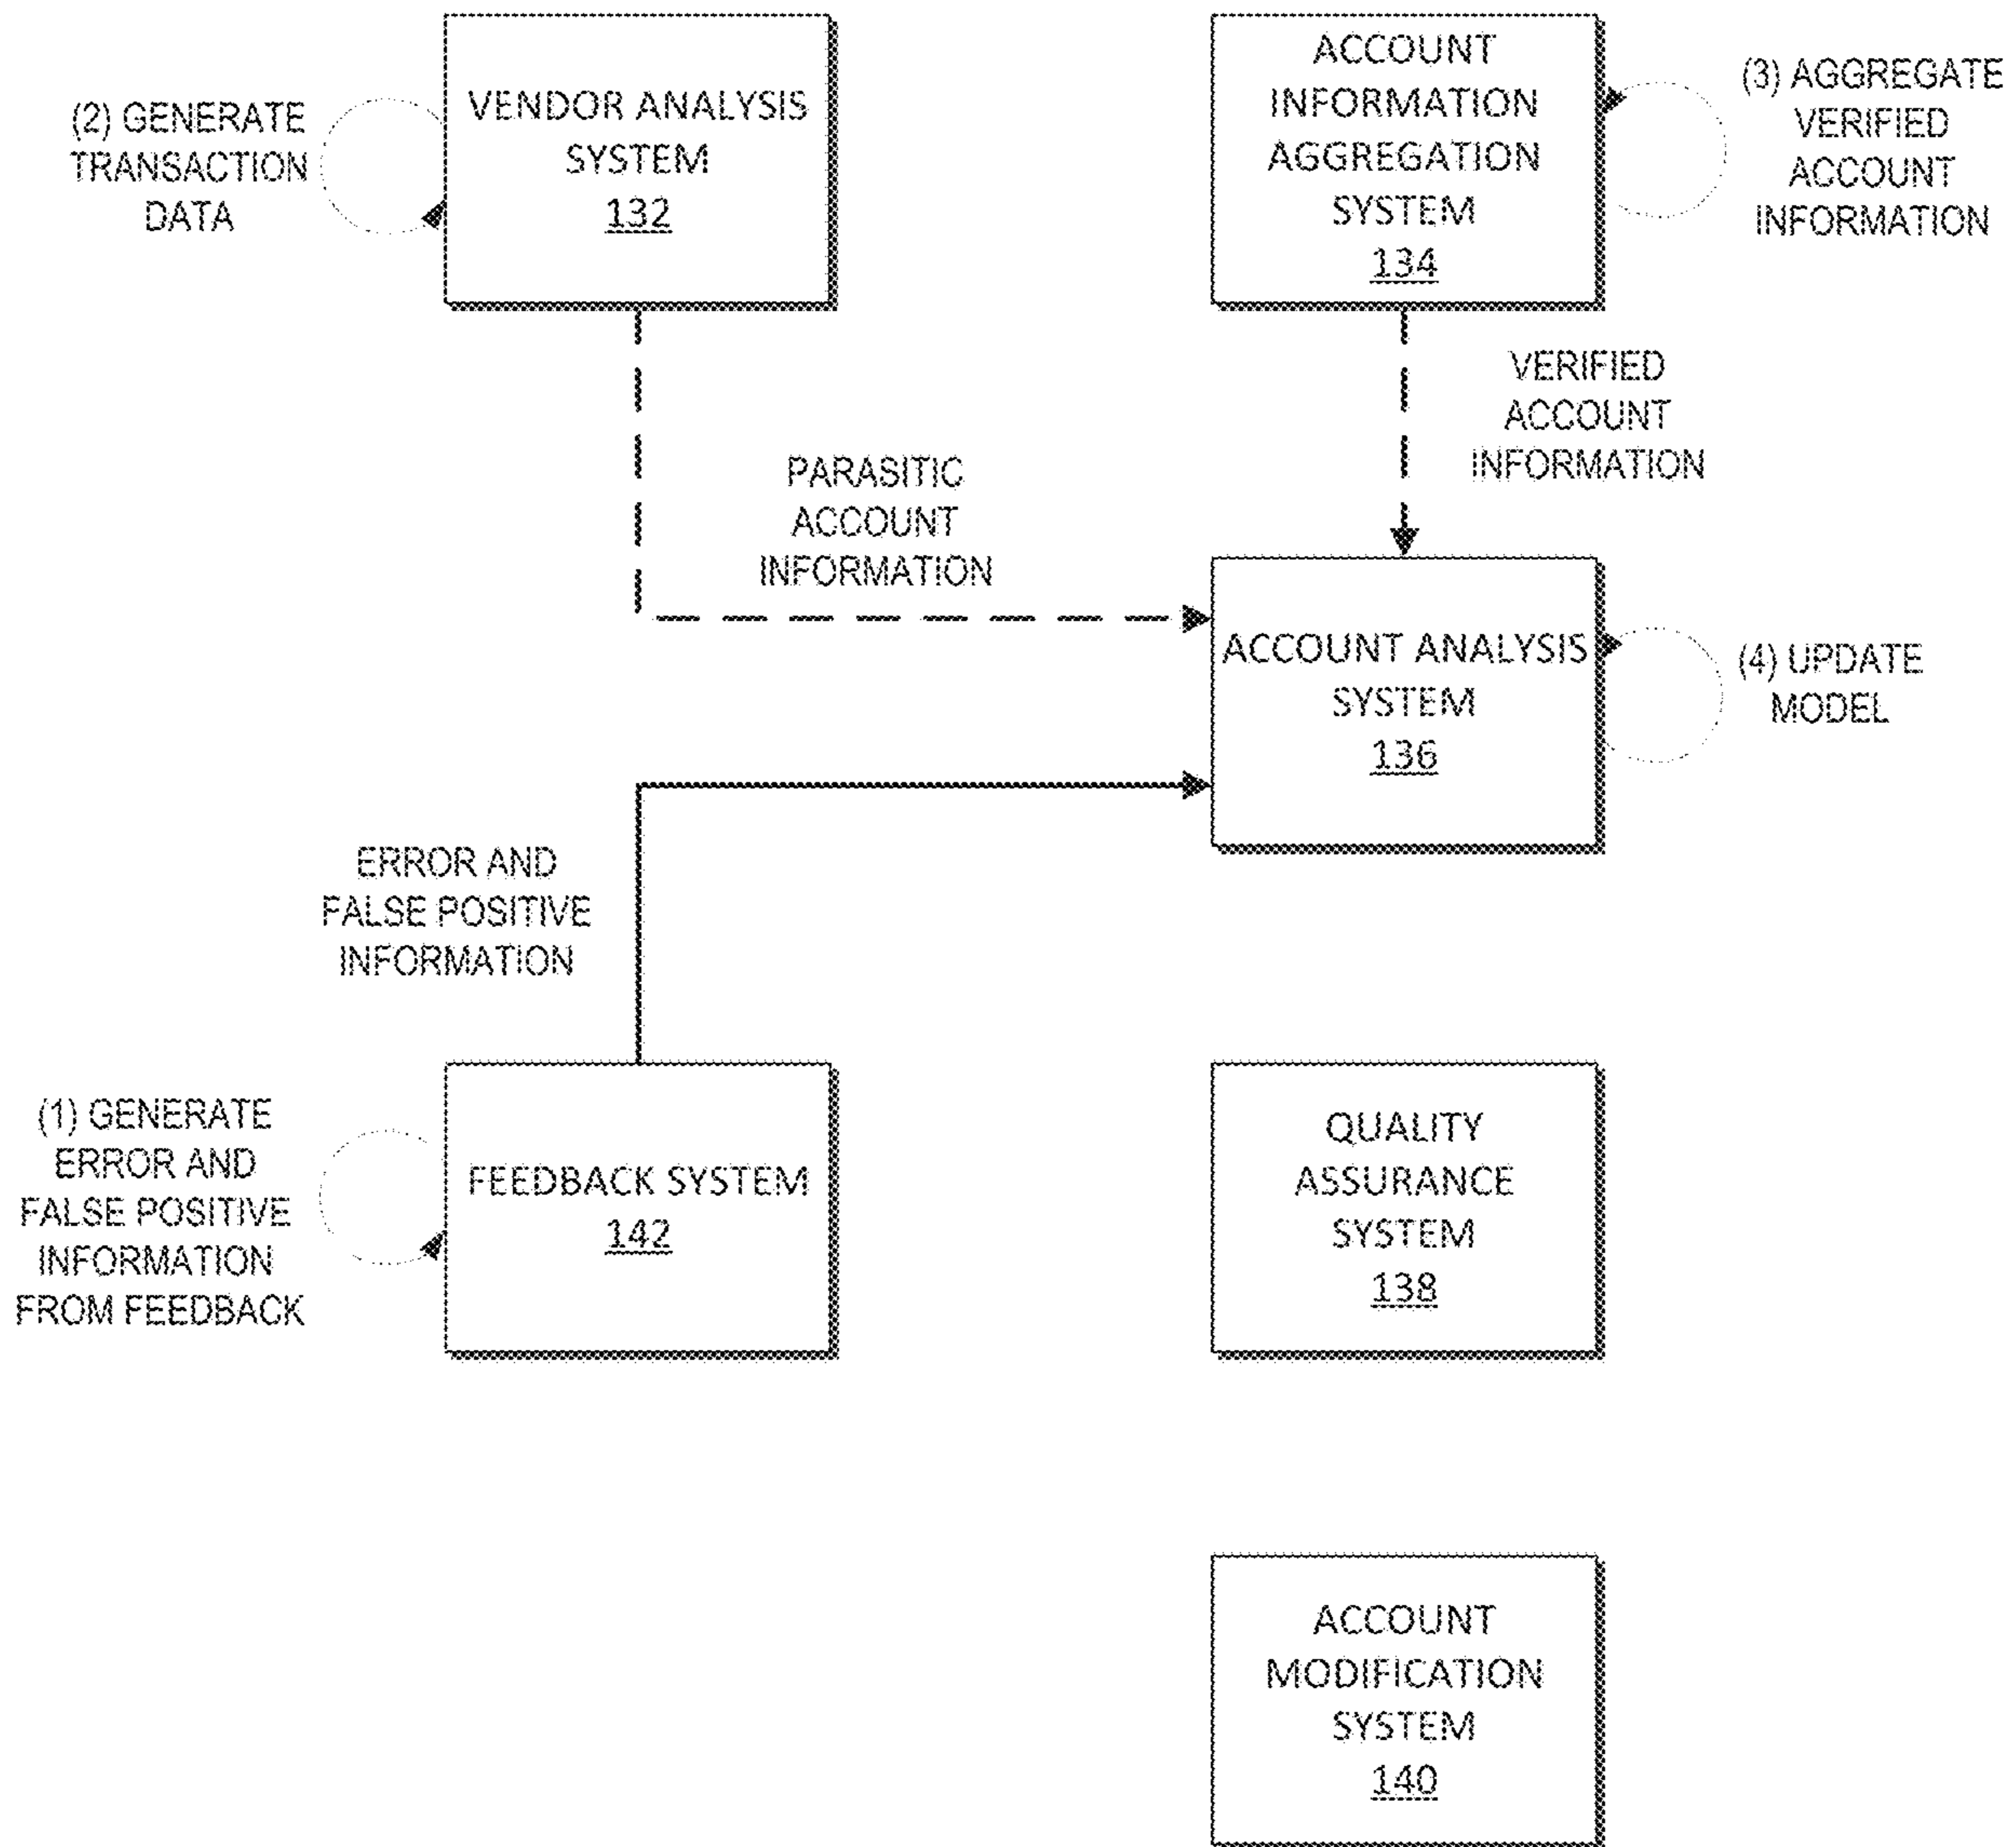 VENDOR ANALYSIS
SYSTEM
132
(2) GENERATE
TRANSACTION
DATA
ACCOUNT
INFORMATION
AGGREGATION
SYSTEM
134
(3) AGGREGATE
VERIFIED
ACCOUNT
INFORMATION
VERIFIED
ACCOUNT
INFORMATION
PARASITIC
ACCOUNT
INFORMATION
ACCOUNT ANALYSIS
SYSTEM
136
(4) UPDATE
MODEL
ERROR AND
FALSE POSITIVE
INFORMATION
(1) GENERATE
ERROR AND
FALSE POSITIVE
INFORMATION
FROM FEEDBACK
FEEDBACK SYSTEM
142
QUALITY
ASSURANCE
SYSTEM
138
ACCOUNT
MODIFICATION
SYSTEM
140